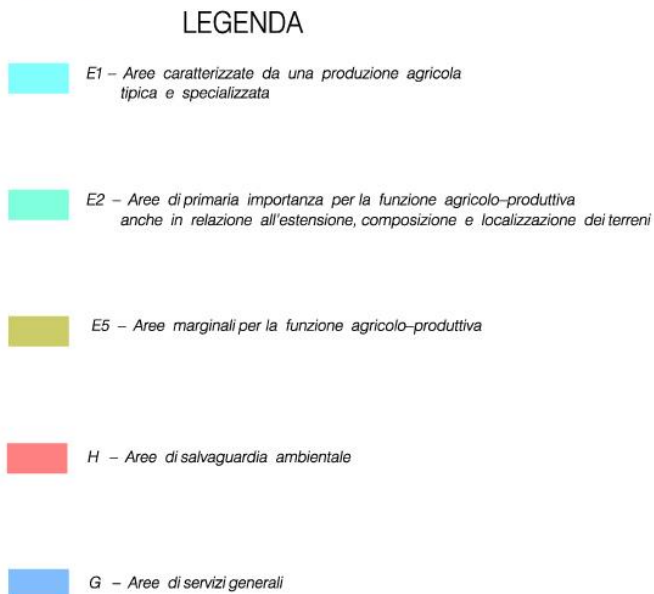 LEGENDA
E1 – Aree caratterizzate da una produzione agricola
tipica e specializzata
E2 – Aree di primaria importanza per la funzione agricolo–produttiva
anche in relazione all'estensione, composizione e localizzazione dei terreni
E5 – Aree marginali per la funzione agricolo–produttiva
H – Aree di salvaguardia ambientale
G – Aree di servizi generali